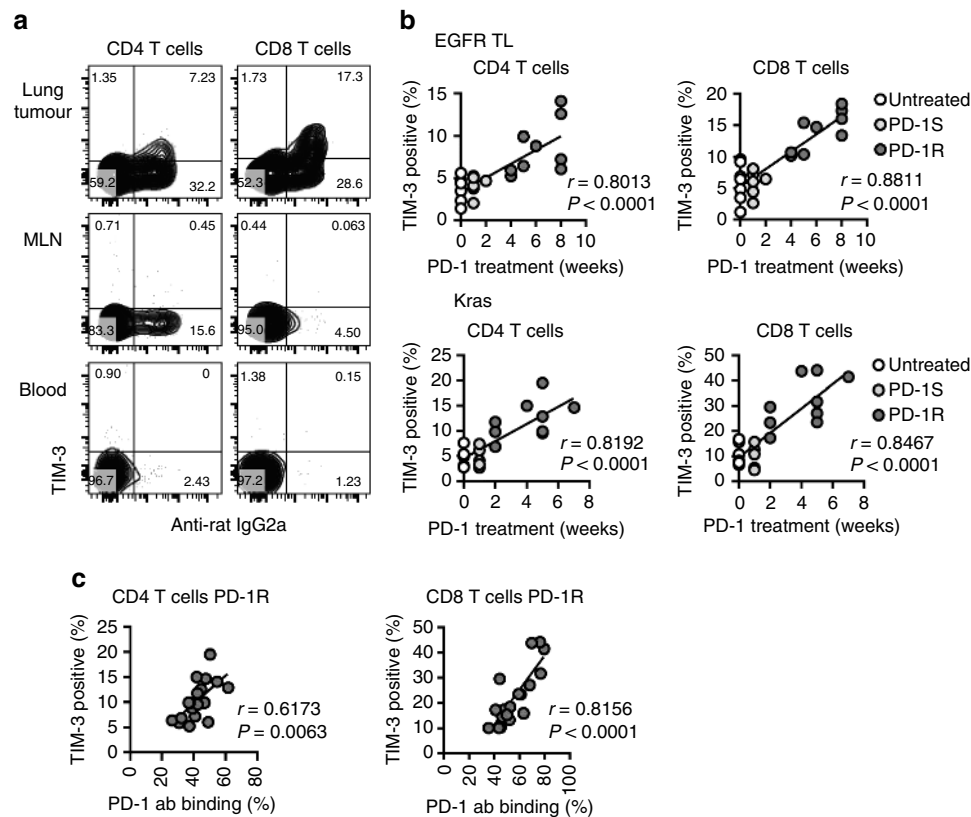 a
CD4 T cells CD8 T cells
Lung tumour
1.35 7.23 1.73 17.3
59.2 32.2 52.3 28.6
MLN
0.71 0.45 0.44 0.063
83.3 15.6 95.0 4.50
Blood
0.90 0 1.38 0.15
96.7 2.43 97.2 1.23
TIM-3
Anti-rat IgG2a
b
EGFR TL
CD4 T cells
TIM-3 positive (%)
15
10
5
0
r = 0.8013
P < 0.0001
0 2 4 6 8 10
PD-1 treatment (weeks)
CD8 T cells
TIM-3 positive (%)
20
15
10
5
0
r = 0.8811
P < 0.0001
0 2 4 6 8 10
PD-1 treatment (weeks)
Untreated
PD-1S
PD-1R
Kras
CD4 T cells
TIM-3 positive (%)
25
20
15
10
5
0
r = 0.8192
P < 0.0001
0 2 4 6 8
PD-1 treatment (weeks)
CD8 T cells
TIM-3 positive (%)
50
40
30
20
10
0
r = 0.8467
P < 0.0001
0 2 4 6 8
PD-1 treatment (weeks)
Untreated
PD-1S
PD-1R
c
CD4 T cells PD-1R
TIM-3 positive (%)
25
20
15
10
5
0
r = 0.6173
P = 0.0063
0 20 40 60 80
PD-1 ab binding (%)
CD8 T cells PD-1R
TIM-3 positive (%)
50
40
30
20
10
0
r = 0.8156
P < 0.0001
0 20 40 60 80 100
PD-1 ab binding (%)